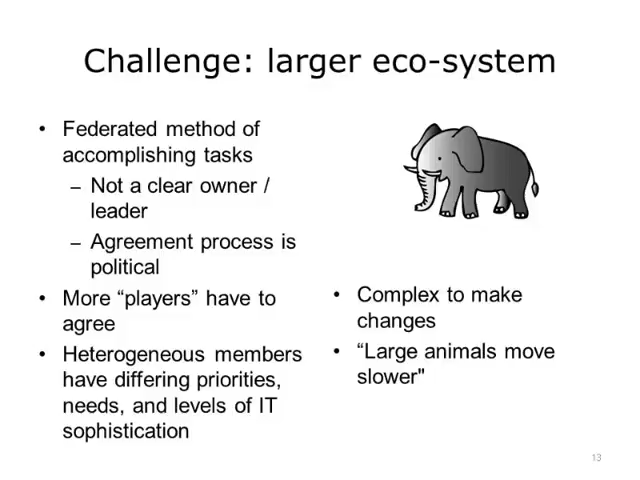 Challenge: larger eco-system
• Federated method of
accomplishing tasks
– Not a clear owner /
leader
– Agreement process is
political
• More “players” have to
agree
• Heterogeneous members
have differing priorities,
needs, and levels of IT
sophistication
• Complex to make
changes
• “Large animals move
slower"
13